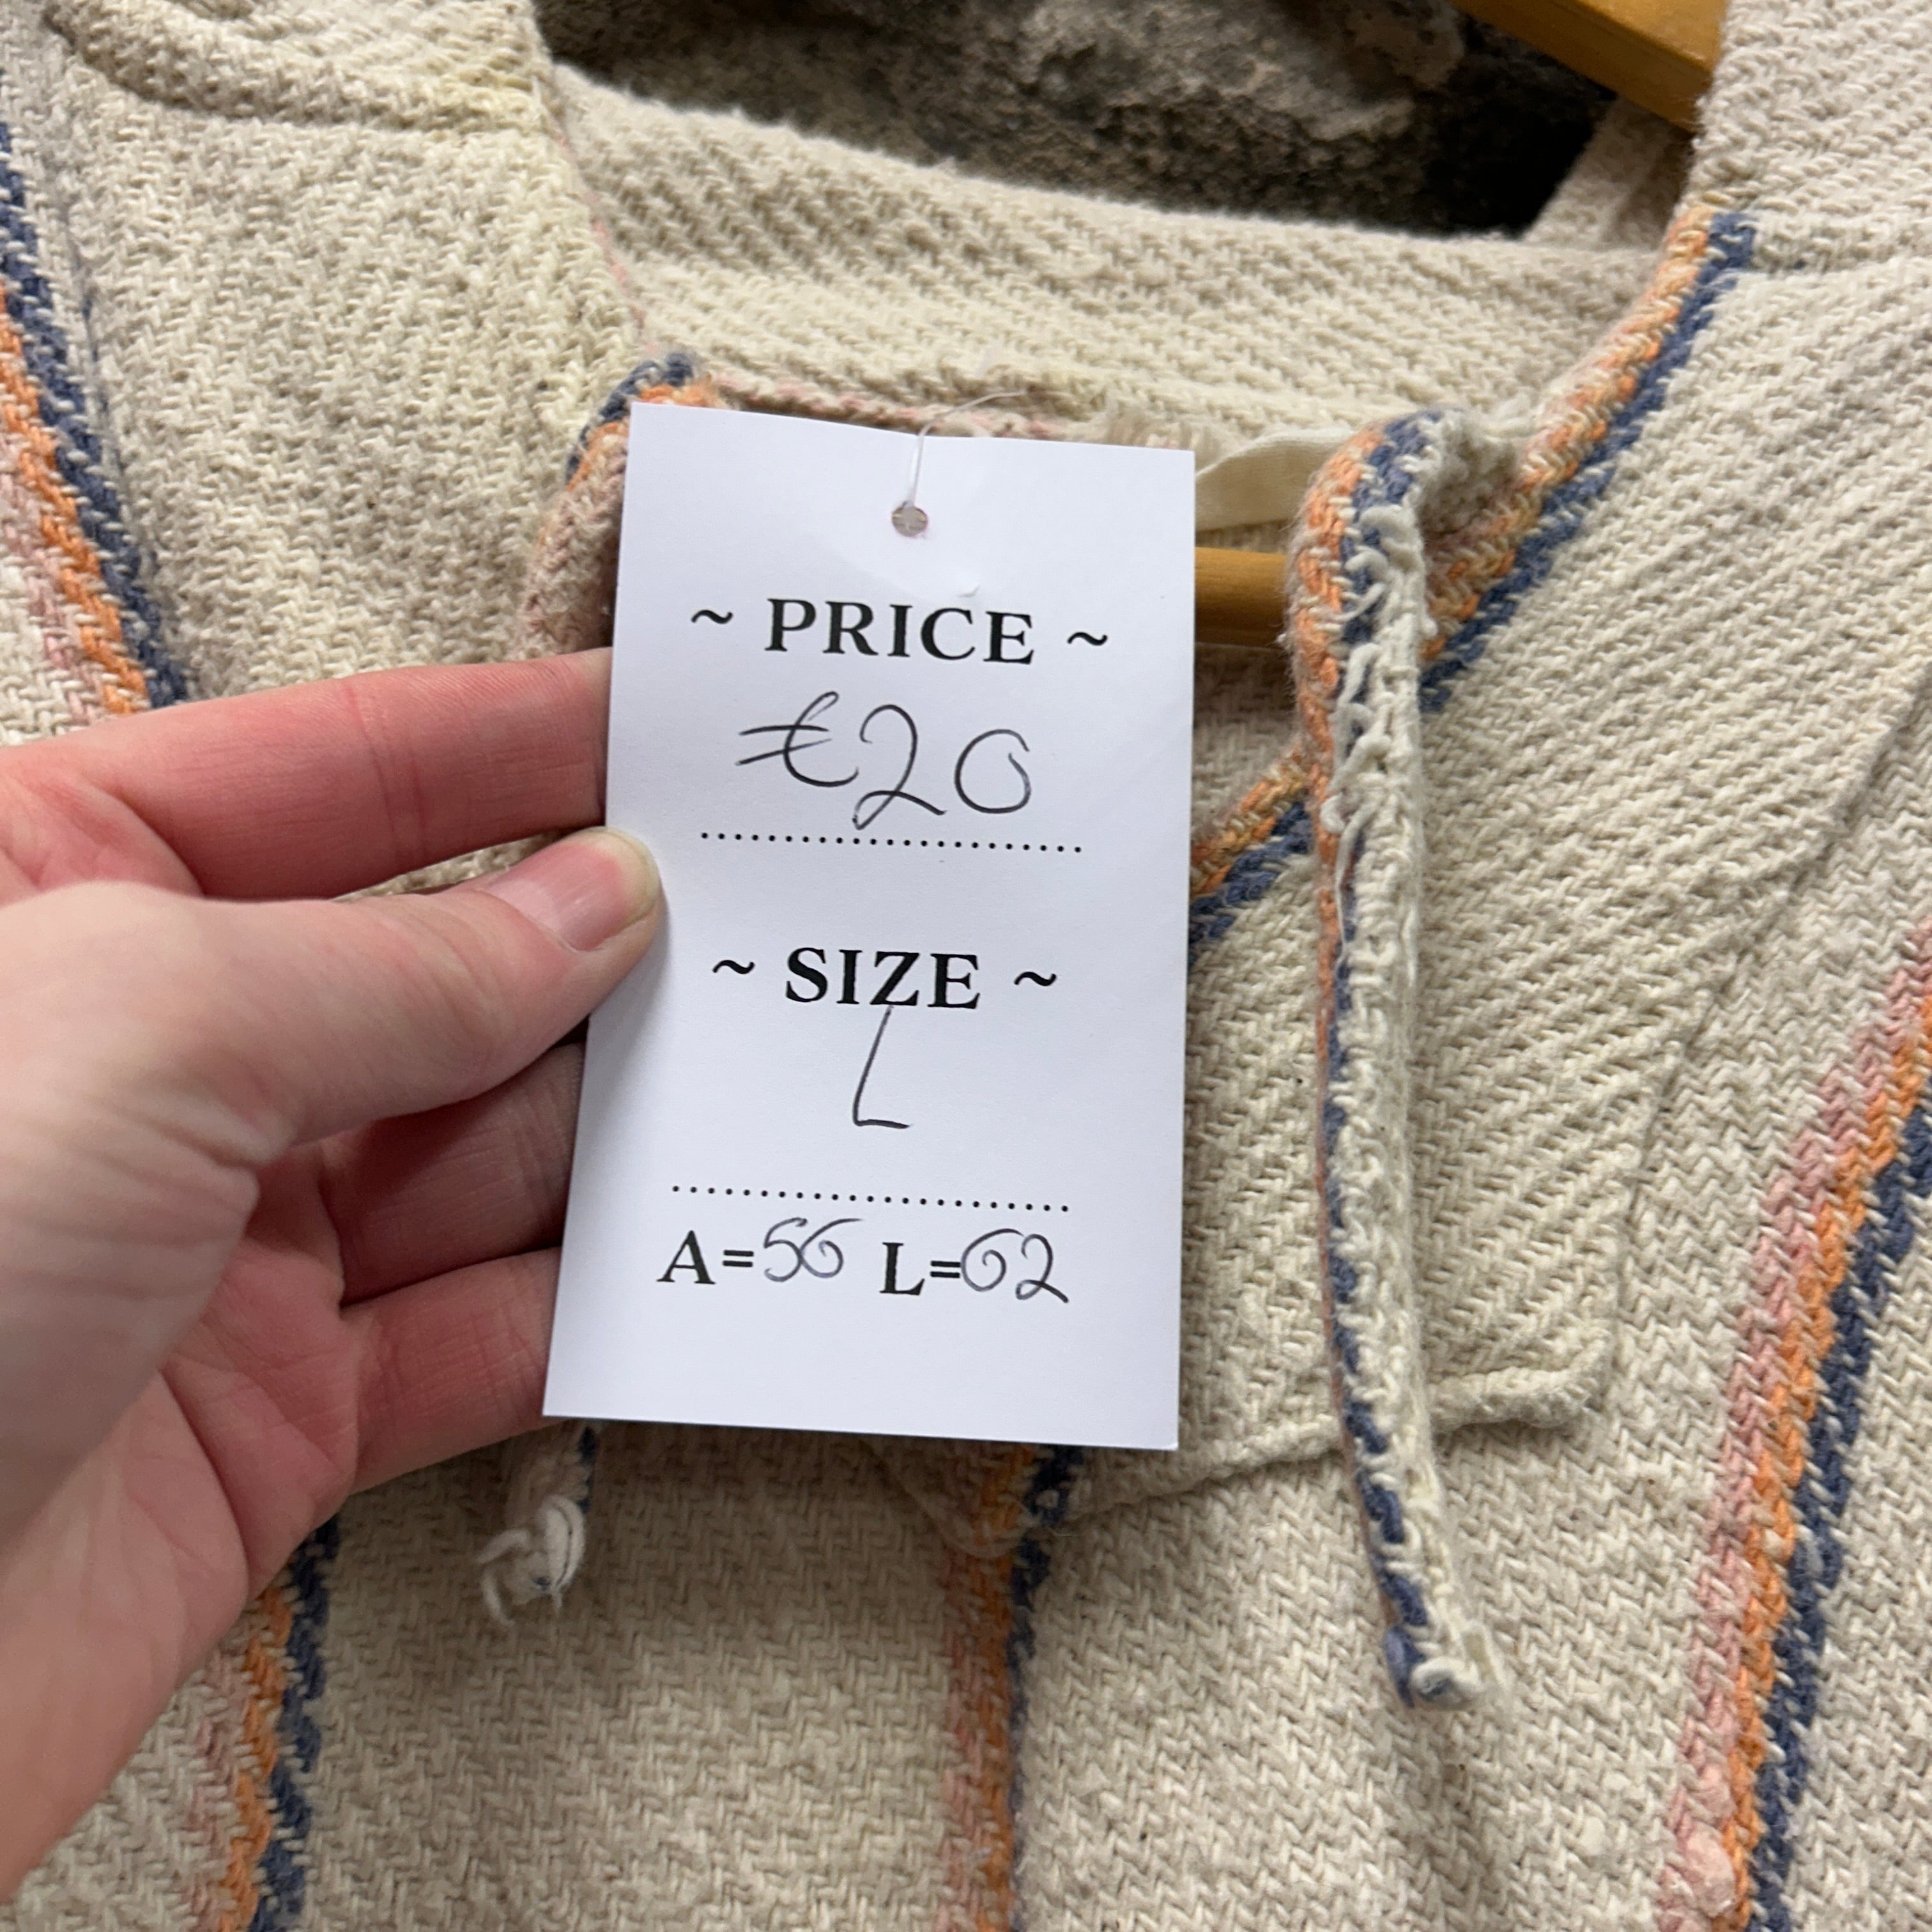 ~ PRICE ~
€20
~ SIZE ~
L
A=56 L=62